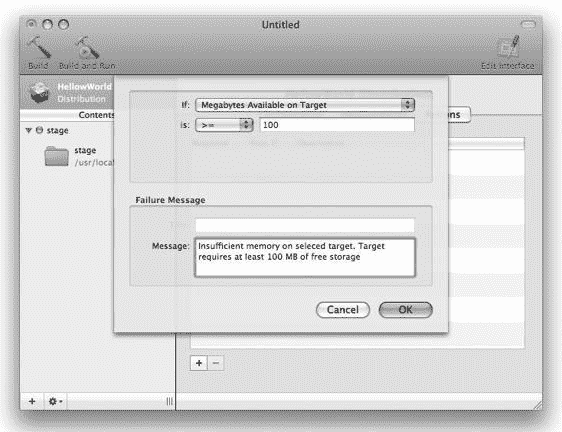 Untitled
Build
Build and Run
Edit Interface
HellowWorld
Distribution
Contents
stage
stage
/usr/loca
If:
Megabytes Available on Target
is:
>=
100
Failure Message
Message:
Insufficient memory on seleced target. Target
requires at least 100 MB of free storage
Cancel
OK